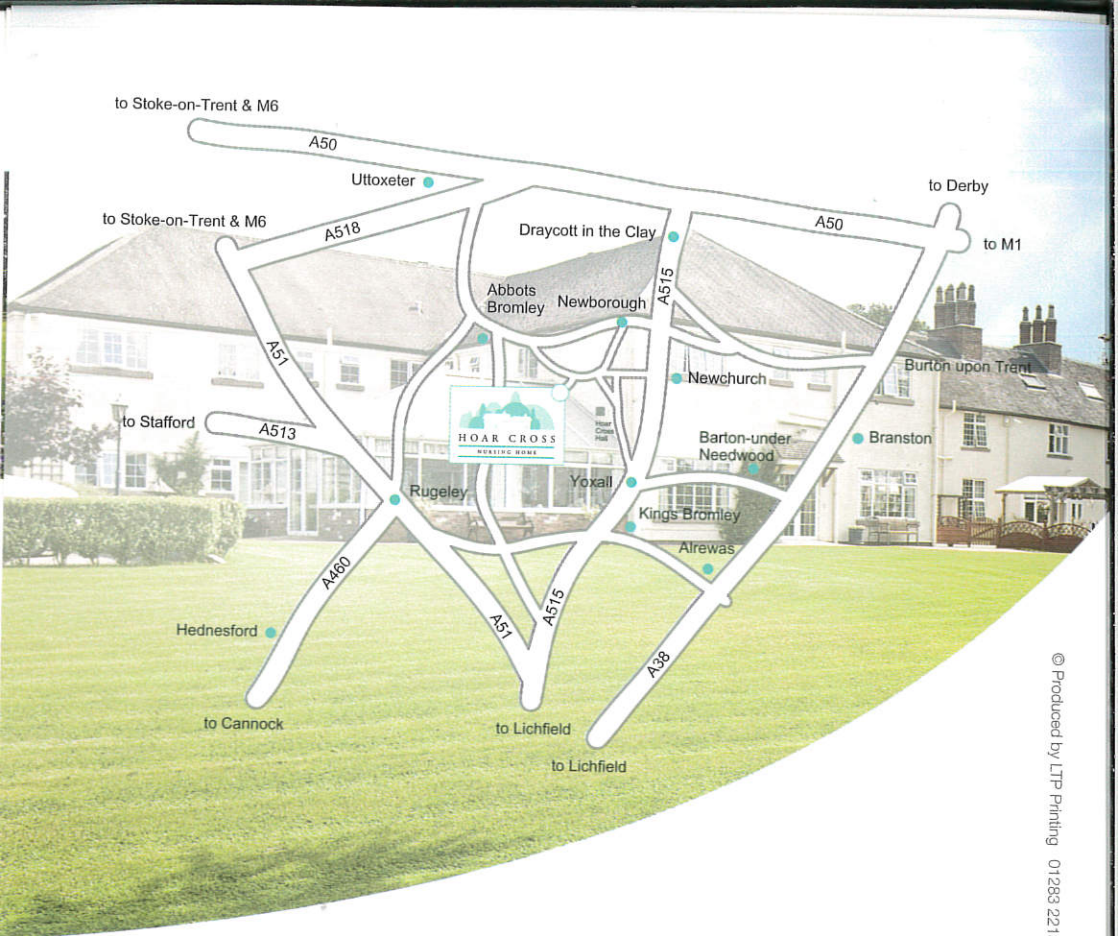 to Stoke-on-Trent & M6
A50
Uttoxeter
to Derby
to Stoke-on-Trent & M6
A518
Draycott in the Clay
A50
to M1
A515
Abbots
Bromley
Newborough
A51
Burton upon Trent
Newchurch
to Stafford
A513
HOAR CROSS
NURSING HOME
Hoar
Cross
Hall
Barton-under
Needwood
Branston
Rugeley
Yoxall
Kings Bromley
Alrewas
A460
A51
A515
Hednesford
A38
to Cannock
to Lichfield
to Lichfield
© Produced by LTP Printing 01283 221